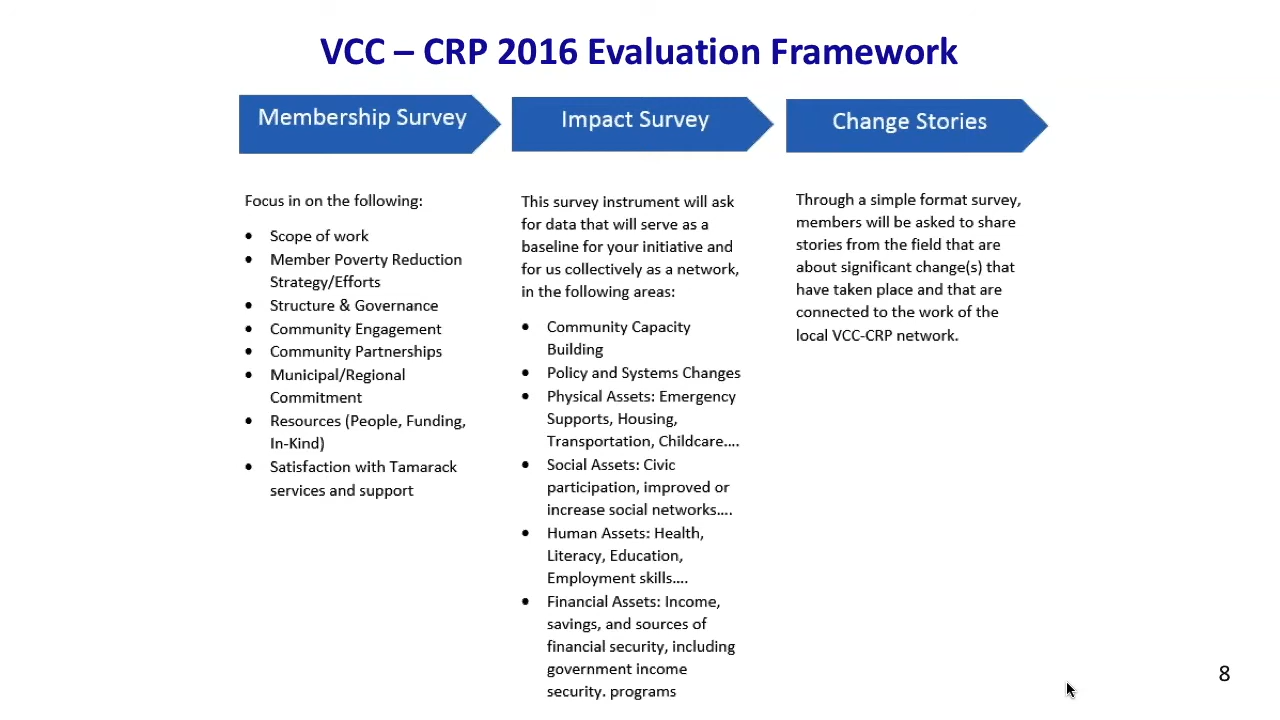 VCC – CRP 2016 Evaluation Framework
Membership Survey
Focus in on the following:
• Scope of work
• Member Poverty Reduction
Strategy/Efforts
• Structure & Governance
• Community Engagement
• Community Partnerships
• Municipal/Regional
Commitment
• Resources (People, Funding,
In-Kind)
• Satisfaction with Tamarack
services and support
Impact Survey
This survey instrument will ask
for data that will serve as a
baseline for your initiative and
for us collectively as a network,
in the following areas:
• Community Capacity
Building
• Policy and Systems Changes
• Physical Assets: Emergency
Supports, Housing,
Transportation, Childcare....
• Social Assets: Civic
participation, improved or
increase social networks....
• Human Assets: Health,
Literacy, Education,
Employment skills....
• Financial Assets: Income,
savings, and sources of
financial security, including
government income
security. programs
Change Stories
Through a simple format survey,
members will be asked to share
stories from the field that are
about significant change(s) that
have taken place and that are
connected to the work of the
local VCC-CRP network.
8